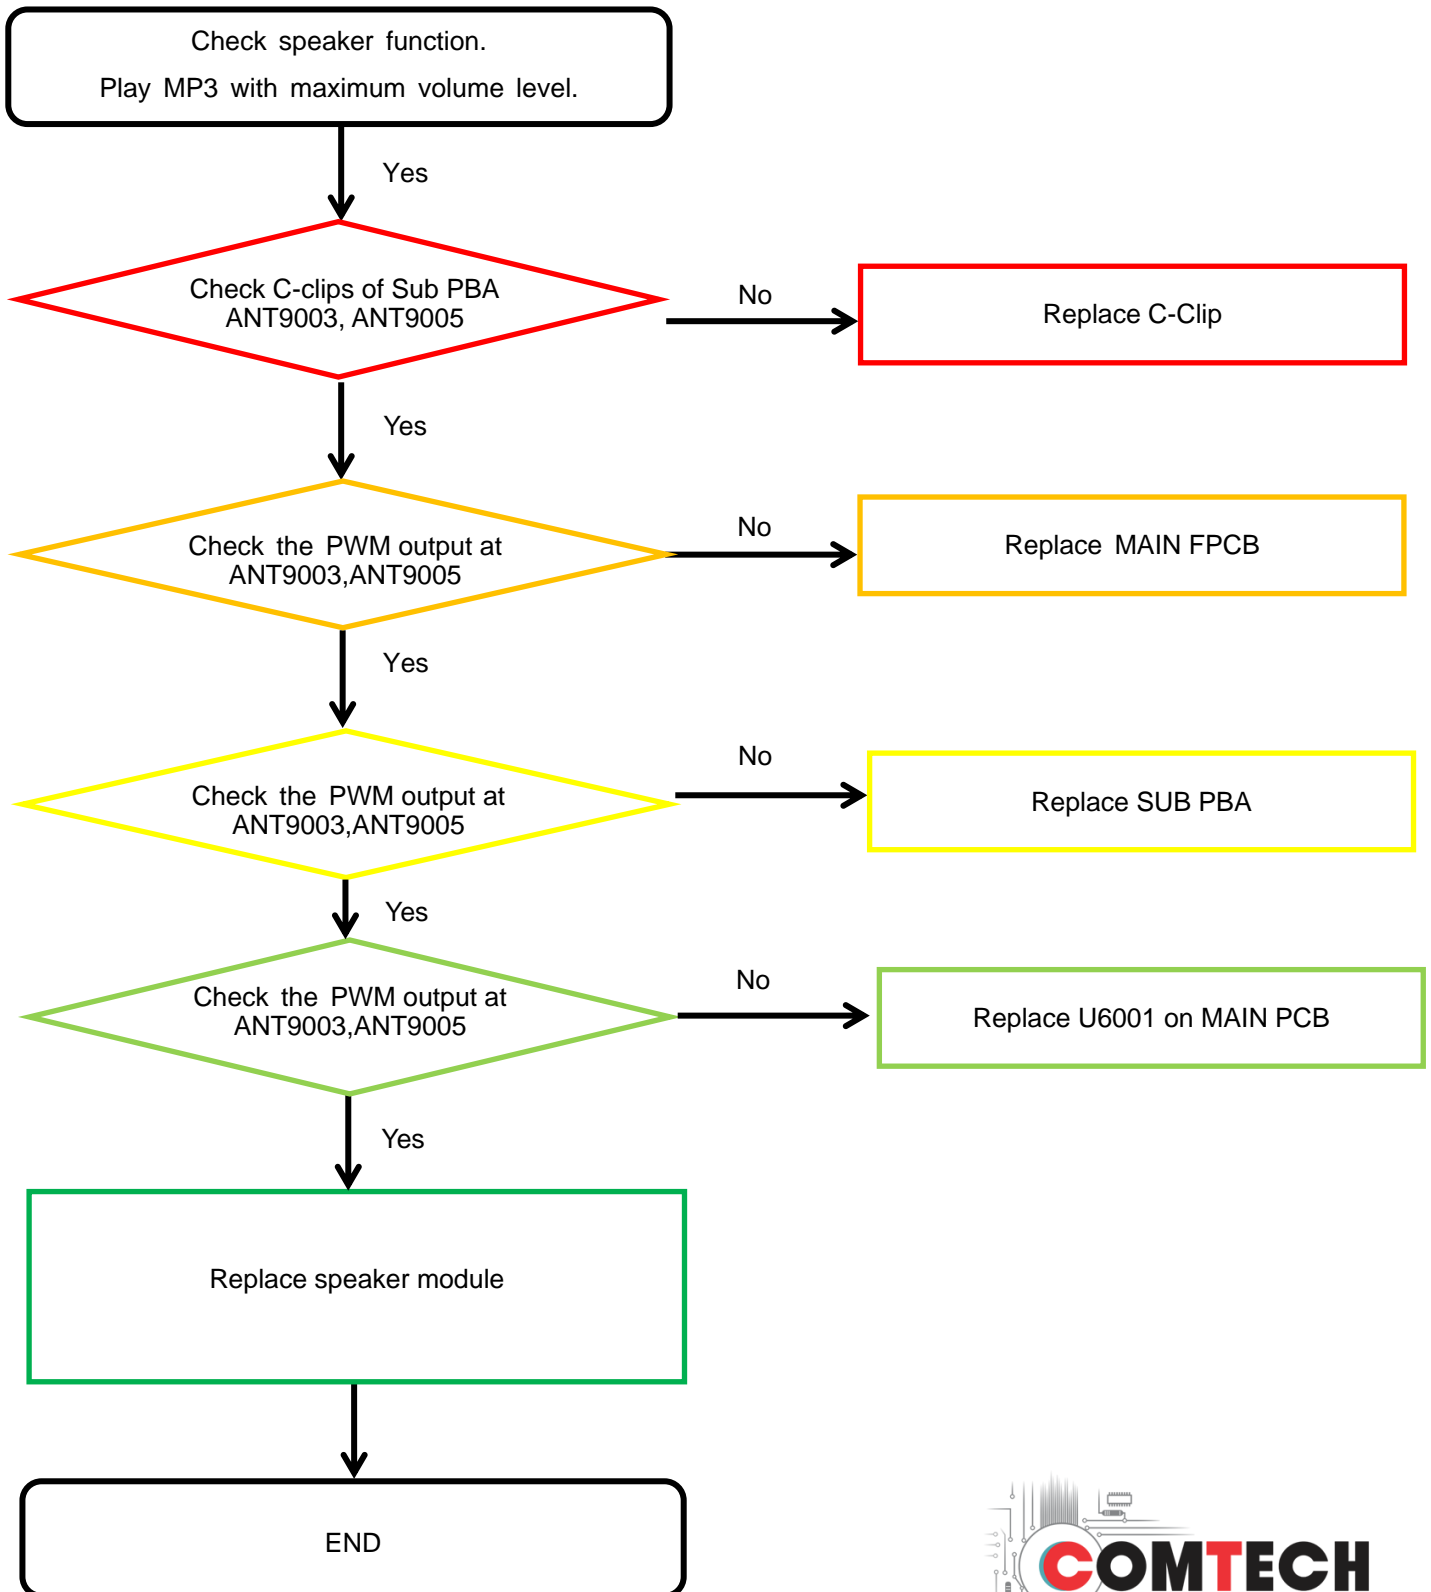 Check speaker function.
Play MP3 with maximum volume level.
Yes
Check C-clips of Sub PBA
ANT9003, ANT9005
No
Replace C-Clip
Yes
Check the PWM output at
ANT9003,ANT9005
No
Replace MAIN FPCB
Yes
Check the PWM output at
ANT9003,ANT9005
No
Replace SUB PBA
Yes
Check the PWM output at
ANT9003,ANT9005
No
Replace U6001 on MAIN PCB
Yes
Replace speaker module
END
COMTECH